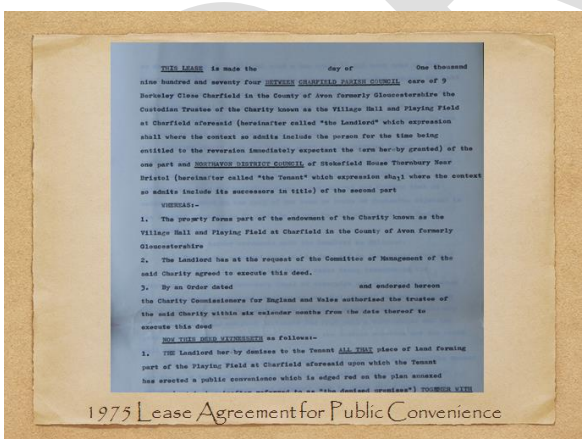 THIS LEASE is made the day of One thousand
nine hundred and seventy four BETWEEN CHARFIELD PARISH COUNCIL care of 9
Berkeley Close Charfield in the County of Avon formerly Gloucestershire the
Custodian Trustee of the Charity known as the Village Hall and Playing Field
at Charfield aforesaid (hereinafter called "the Landlord" which expression
shall where the context so admits include the person for the time being
entitled to the reversion immediately expectant the term hereby granted) of the
one part and NORTHAVON DISTRICT COUNCIL of House Thornbury Near
Bristol (hereinafter called "the Tenant" which expression shall where the context
so admits include its successors in title) of the second part
WHEREAS:-
1. The property forms part of the endowment of the Charity known as the
Village Hall and Playing Field at Charfield in the County of Avon formerly
Gloucestershire
2. The Landlord has at the request of the Committee of Management of the
said Charity agreed to execute this deed.
3. By an Order dated and endorsed hereon
the Charity Commissioners for England and Wales authorised the trustee of
the said Charity within six calendar months from the date thereof to
execute this deed
NOW THIS DEED WITNESSETH as follows:-
1. THE Landlord hereby demises to the Tenant ALL THAT piece of land forming
part of the Playing Field at Charfield aforesaid upon which the Tenant
has erected a public convenience which is edged red on the plan annexed
referred to as "the demised premises") TOGETHER WITH
1975 Lease Agreement for Public Convenience